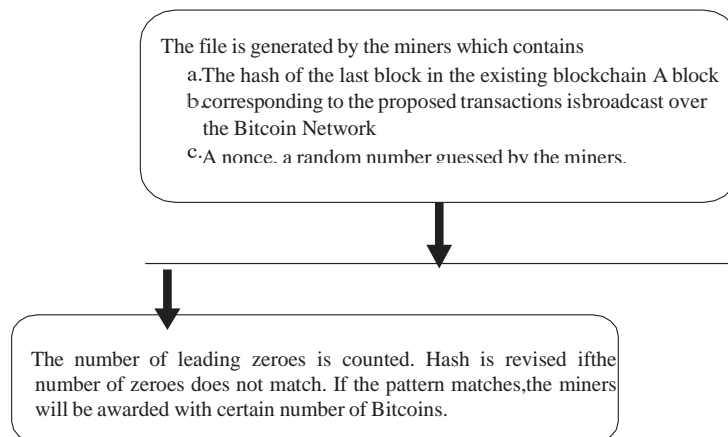 The file is generated by the miners which contains
a.The hash of the last block in the existing blockchain A block
b.corresponding to the proposed transactions isbroadcast over
the Bitcoin Network
c.A nonce, a random number guessed by the miners.
The number of leading zeroes is counted. Hash is revised ifthe
number of zeroes does not match. If the pattern matches,the miners
will be awarded with certain number of Bitcoins.